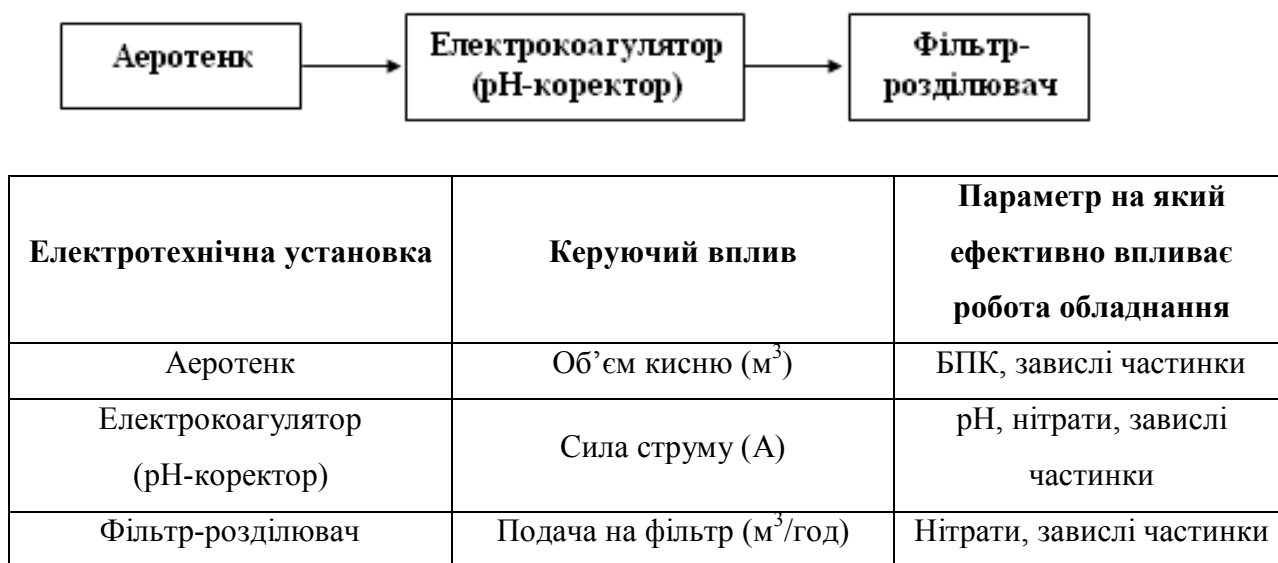 Аеротенк
Електрокоагулятор
(рН-коректор)
Фільтр-
розділювач
Електротехнічна установка
Керуючий вплив
Параметр на який
ефективно впливає
робота обладнання
Аеротенк
Об’єм кисню (м³)
БПК, завислі частинки
Електрокоагулятор
(рН-коректор)
Сила струму (А)
рН, нітрати, завислі
частинки
Фільтр-розділювач
Подача на фільтр (м³/год)
Нітрати, завислі частинки